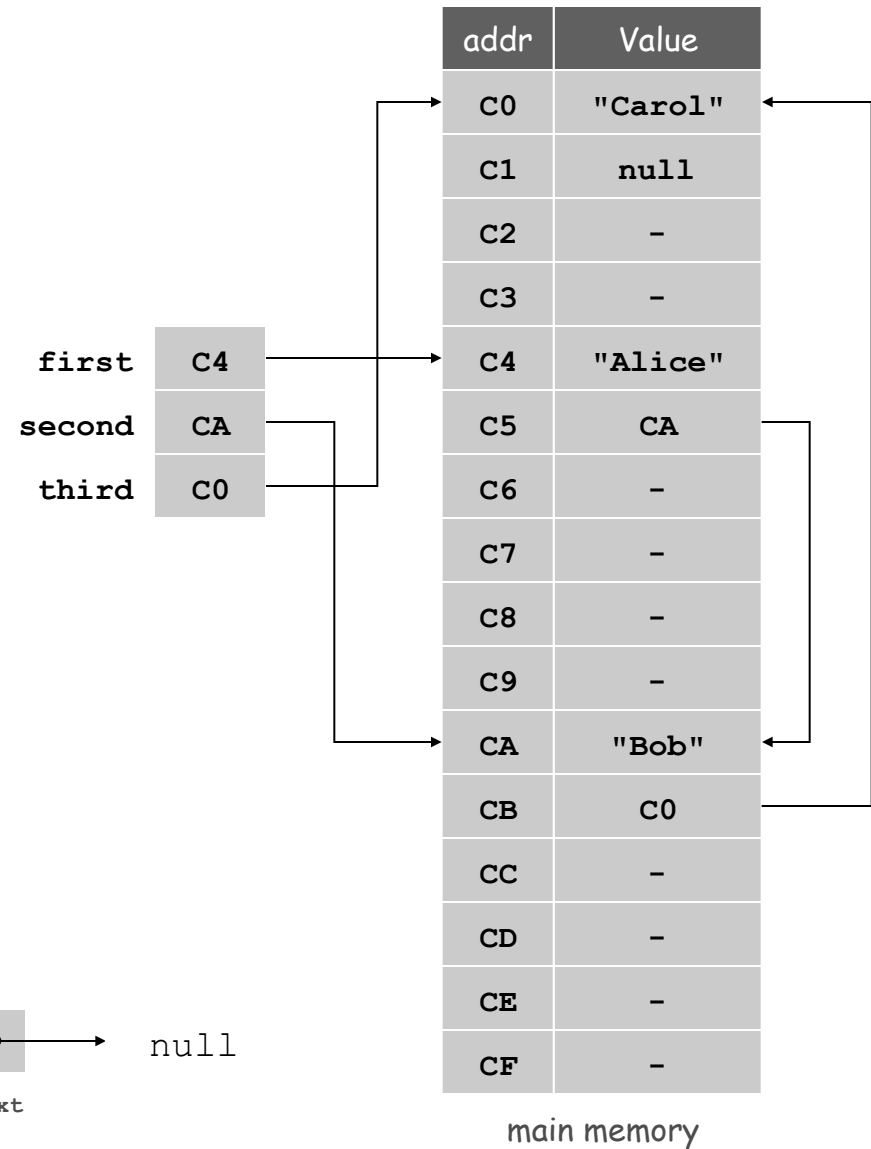 addr Value
C0 "Carol"
C1 null
C2 -
C3 -
first C4 C4 "Alice"
second CA C5 CA
third C0 C6 -
C7 -
C8 -
C9 -
CA "Bob"
CB C0
CC -
CD -
CE -
null
CF -
xt
main memory